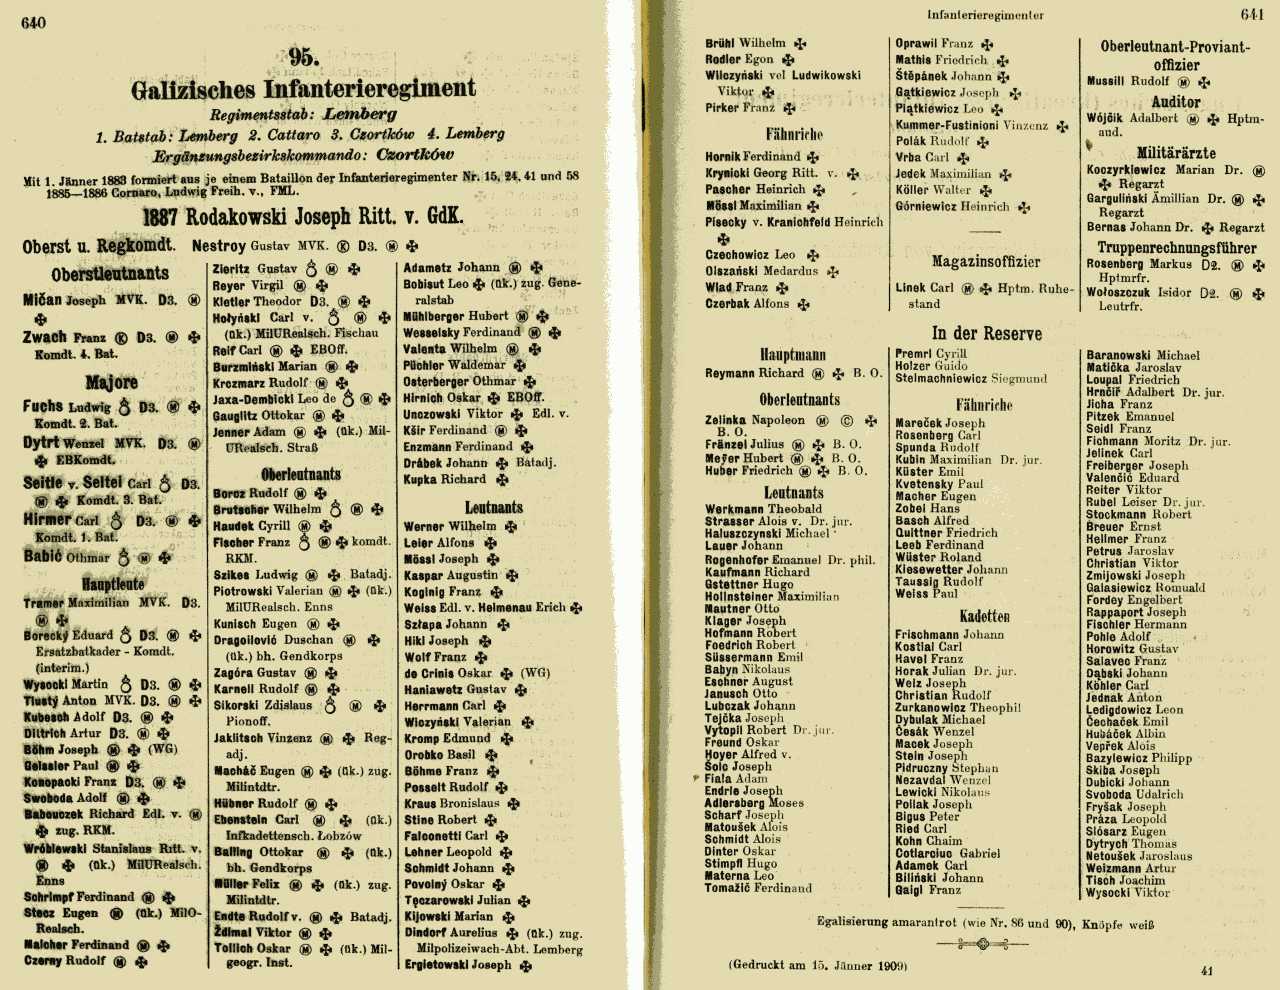 640
95.
Galizisches Infanterieregiment
Regimentsstab: Lemberg
1. Batstab: Lemberg 2. Cattaro 3. Czortków 4. Lemberg
Ergänzungsbezirkskommando: Czortków
Mit 1. Jänner 1883 formiert aus je einem Bataillon der Infanterieregimenter Nr. 15, 24, 41 und 58
1885—1886 Cornaro, Ludwig Freih. v., FML.
1887 Rodakowski Joseph Ritt. v. GdK.
Oberst u. Regkomdt. Nestroy Gustav MVK. Ⓚ D3. Ⓜ ✠
Oberstleutnants
Mičan Joseph MVK. D3. Ⓜ
✠
Zwach Franz Ⓚ D3. Ⓜ ✠
Komdt. 4. Bat.
Majore
Fuchs Ludwig D3. Ⓜ ✠
Komdt. 2. Bat.
Dytrt Wenzel MVK. D3. Ⓜ
✠ EBKomdt.
Seitle v. Seltei Carl D3.
Ⓜ ✠ Komdt. 3. Bat.
Hirmer Carl D3. Ⓜ ✠
Komdt. 1. Bat.
Babić Othmar Ⓜ ✠
Hauptleute
Tramer Maximilian MVK. D3.
Ⓜ ✠
Borecký Eduard D3. Ⓜ ✠
Ersatzbatkader - Komdt.
(interim.)
Wysocki Martin D3. Ⓜ ✠
Tlustý Anton MVK. D3. Ⓜ ✠
Kubesch Adolf D3. Ⓜ ✠
Dittrich Artur D3. Ⓜ ✠
Böhm Joseph Ⓜ ✠ (WG)
Geissler Paul Ⓜ ✠
Konopacki Franz D3. Ⓜ ✠
Swoboda Adolf Ⓜ ✠
Babouczek Richard Edl. v. Ⓜ
✠ zug. RKM.
Wróblewski Stanislaus Ritt. v.
Ⓜ ✠ (ük.) MilURealsch.
Enns
Schrimpf Ferdinand Ⓜ ✠
Stecz Eugen Ⓜ (ük.) MilO-
Realsch.
Malcher Ferdinand Ⓜ ✠
Czerny Rudolf Ⓜ ✠
Zieritz Gustav Ⓜ ✠
Reyer Virgil Ⓜ ✠
Kletler Theodor D3. Ⓜ ✠
Hołyński Carl v. Ⓜ ✠
(ük.) MilURealsch. Fischau
Reif Carl Ⓜ ✠ EBOff.
Burzmiński Marian Ⓜ ✠
Krczmarz Rudolf Ⓜ ✠
Jaxa-Dembicki Leo de Ⓜ ✠
Gauglitz Ottokar Ⓜ ✠
Jenner Adam Ⓜ ✠ (ük.) Mil-
URealsch. Straß
Oberleutnants
Borcz Rudolf Ⓜ ✠
Brutscher Wilhelm Ⓜ ✠
Haudek Cyrill Ⓜ ✠
Fischer Franz Ⓜ ✠ komdt.
RKM.
Szikes Ludwig Ⓜ ✠ Batadj.
Piotrowski Valerian Ⓜ ✠ (ük.)
MilURealsch. Enns
Kunisch Eugen Ⓜ ✠
Dragoilović Duschan Ⓜ ✠
(ük.) bh. Gendkorps
Zagóra Gustav Ⓜ ✠
Karnell Rudolf Ⓜ ✠
Sikorski Zdislaus Ⓜ ✠
Pionoff.
Jaklitsch Vinzenz Ⓜ ✠ Reg-
adj.
Macháč Eugen Ⓜ ✠ (ük.) zug.
Milintdtr.
Hübner Rudolf Ⓜ ✠
Ebenstein Carl Ⓜ ✠ (ük.)
Infkadettensch. Łobzów
Balling Ottokar Ⓜ ✠ (ük.)
bh. Gendkorps
Müller Felix Ⓜ ✠ (ük.) zug.
Milintdtr.
Endte Rudolf v. Ⓜ ✠ Batadj.
Ždimal Viktor Ⓜ ✠
Tollich Oskar Ⓜ ✠ (ük.) Mil-
geogr. Inst.
Adametz Johann Ⓜ ✠
Bobisut Leo ✠ (ük.) zug. Gene-
ralstab
Mühlberger Hubert Ⓜ ✠
Wesselsky Ferdinand Ⓜ ✠
Valenta Wilhelm Ⓜ ✠
Püchler Waldemar ✠
Osterberger Othmar ✠
Hirnich Oskar ✠ EBOff.
Unczowski Viktor ✠ Edl. v.
Kšir Ferdinand Ⓜ ✠
Enzmann Ferdinand ✠
Drábek Johann ✠ Batadj.
Kupka Richard ✠
Leutnants
Werner Wilhelm ✠
Leier Alfons ✠
Mössl Joseph ✠
Kaspar Augustin ✠
Koginig Franz ✠
Weiss Edl. v. Helmenau Erich ✠
Szłapa Johann ✠
Hikl Joseph ✠
Wolf Franz ✠
de Crinis Oskar ✠ (WG)
Haniawetz Gustav ✠
Herrmann Carl ✠
Wiczyński Valerian ✠
Kromp Edmund ✠
Orobko Basil ✠
Böhme Franz ✠
Posselt Rudolf ✠
Kraus Bronislaus ✠
Stine Robert ✠
Falconetti Carl ✠
Lehner Leopold ✠
Schmidt Johann ✠
Povolný Oskar ✠
Tęczarowski Julian ✠
Kijowski Marian ✠
Dindorf Aurelius ✠ (ük.) zug.
Milpolizeiwach-Abt. Lemberg
Ergietowski Joseph ✠
Infanterieregimenter
641
Brühl Wilhelm ✠
Rodler Egon ✠
Wilczyński vel Ludwikowski
Viktor ✠
Pirker Franz ✠
Fähnriche
Hornik Ferdinand ✠
Krynicki Georg Ritt. v. ✠
Pascher Heinrich ✠
Mössl Maximilian ✠
Pisecky v. Kranichfeld Heinrich
✠
Czechowicz Leo ✠
Olszański Medardus ✠
Wlad Franz ✠
Czerbak Alfons ✠
Oprawil Franz ✠
Mathis Friedrich ✠
Štěpánek Johann ✠
Gątkiewicz Joseph ✠
Piątkiewicz Leo ✠
Kummer-Fustinioni Vinzenz ✠
Polák Rudolf ✠
Vrba Carl ✠
Jedek Maximilian ✠
Köller Walter ✠
Górniewicz Heinrich ✠
Magazinsoffizier
Linek Carl Ⓜ ✠ Hptm. Ruhe-
stand
Oberleutnant-Proviant-
offizier
Mussill Rudolf Ⓜ ✠
Auditor
Wójčik Adalbert Ⓜ ✠ Hptm-
aud.
Militärärzte
Koczyrkiewicz Marian Dr. Ⓜ
✠ Regarzt
Garguliński Ämillian Dr. Ⓜ ✠
Regarzt
Bernas Johann Dr. ✠ Regarzt
Truppenrechnungsführer
Rosenberg Markus D2. Ⓜ ✠
Hptmrfr.
Wołoszczuk Isidor D2. Ⓜ ✠
Leutrfr.
In der Reserve
Hauptmann
Reymann Richard Ⓜ ✠ B. O.
Oberleutnants
Zelinka Napoleon Ⓜ Ⓒ ✠
B. O.
Fränzel Julius Ⓜ ✠ B. O.
Meyer Hubert Ⓜ ✠ B. O.
Huber Friedrich Ⓜ ✠ B. O.
Leutnants
Werkmann Theobald
Strasser Alois v. Dr. jur.
Haluszczynski Michael
Lauer Johann
Rogenhofer Emanuel Dr. phil.
Kaufmann Richard
Gstettner Hugo
Hollnsteiner Maximilian
Mautner Otto
Klager Joseph
Hofmann Robert
Foedrich Robert
Süssermann Emil
Babyn Nikolaus
Eschner August
Janusch Otto
Lubczak Johann
Tejčka Joseph
Vytopil Robert Dr. jur.
Freund Oskar
Hoyer Alfred v.
Šolc Joseph
Fiala Adam
Endrle Joseph
Adlersberg Moses
Scharf Joseph
Matoušek Alois
Schmidt Alois
Dinter Oskar
Stimpfl Hugo
Materna Leo
Tomažić Ferdinand
Premrl Cyrill
Holzer Guido
Stelmachniewicz Siegmund
Fähnriche
Mareček Joseph
Rosenberg Carl
Spunda Rudolf
Kubin Maximilian Dr. jur.
Küster Emil
Kvetensky Paul
Macher Eugen
Zobel Hans
Basch Alfred
Quittner Friedrich
Leeb Ferdinand
Wüster Roland
Kiesewetter Johann
Taussig Rudolf
Weiss Paul
Kadetten
Frischmann Johann
Kostial Carl
Havel Franz
Horak Julian Dr. jur.
Welz Joseph
Christian Rudolf
Zurkanowicz Theophil
Dybulak Michael
Česák Wenzel
Macek Joseph
Stein Joseph
Pidruczny Stephan
Nezavdal Wenzel
Lewicki Nikolaus
Pollak Joseph
Bigus Peter
Ried Carl
Kohn Chaim
Cotlarciuc Gabriel
Adamek Carl
Biliński Johann
Gaigl Franz
Baranowski Michael
Matička Jaroslav
Loupal Friedrich
Hrnčiř Adalbert Dr. jur.
Jicha Franz
Pitzek Emanuel
Seidl Franz
Fichmann Moritz Dr. jur.
Jelinek Carl
Freiberger Joseph
Valenčić Eduard
Reiter Viktor
Rubel Leiser Dr. jur.
Stockmann Robert
Breuer Ernst
Hellmer Franz
Petrus Jaroslav
Christian Viktor
Zmijowski Joseph
Galasiewicz Romuald
Fordey Engelbert
Rappaport Joseph
Fischler Hermann
Pohle Adolf
Horowitz Gustav
Salavec Franz
Dąbski Johann
Köhler Carl
Jednak Anton
Ledigdowicz Leon
Čechaček Emil
Hubáček Albin
Vepřek Alois
Bazylewicz Philipp
Skiba Joseph
Dubicki Johann
Svoboda Udalrich
Fryšak Joseph
Práza Leopold
Slósarz Eugen
Dytrych Thomas
Netoušek Jaroslaus
Weizmann Artur
Tisch Joachim
Wysocki Viktor
Egalisierung amarantrot (wie Nr. 86 und 90), Knöpfe weiß
(Gedruckt am 15. Jänner 1909)
41